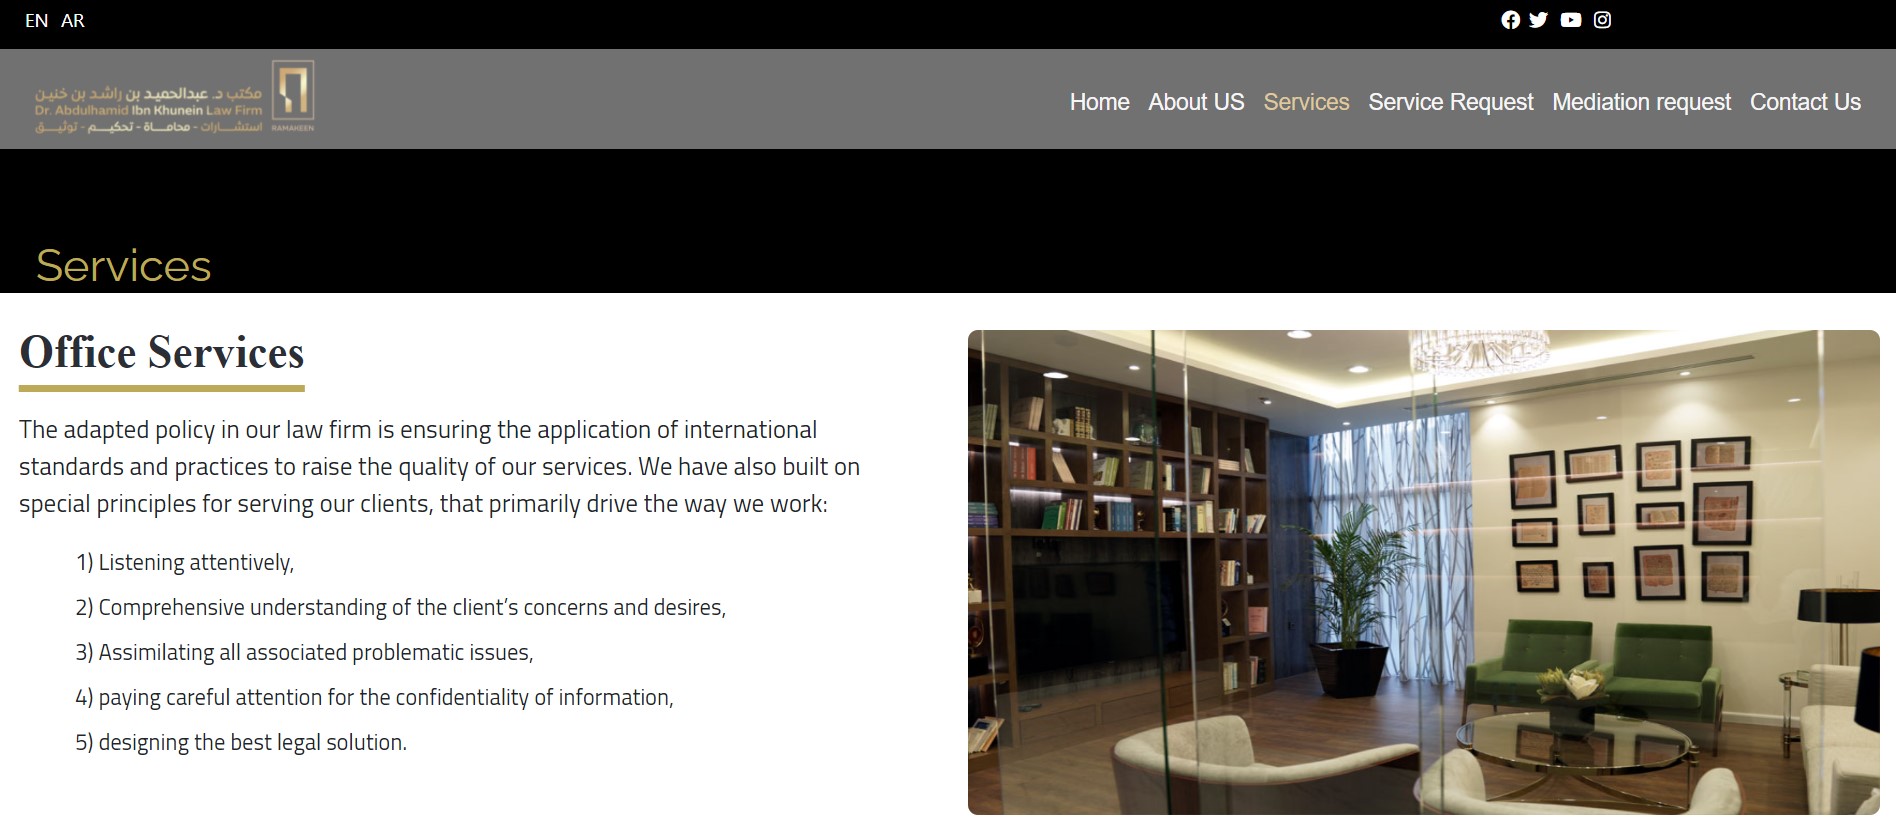 EN AR
مكتب د. عبدالحميد بن راشد بن خنين
Dr. Abdulhamid Ibn Khunein Law Firm
استشـــارات - محامـــاة - تحكيـــم - توثيـــق
RAMAHEEN
Home About US Services Service Request Mediation request Contact Us
Services
Office Services
The adapted policy in our law firm is ensuring the application of international
standards and practices to raise the quality of our services. We have also built on
special principles for serving our clients, that primarily drive the way we work:
1) Listening attentively,
2) Comprehensive understanding of the client’s concerns and desires,
3) Assimilating all associated problematic issues,
4) paying careful attention for the confidentiality of information,
5) designing the best legal solution.